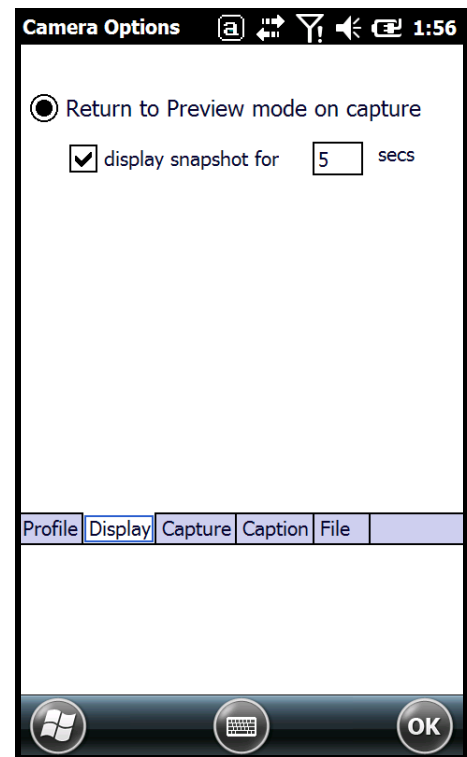 Camera Options a 1:56
Return to Preview mode on capture
display snapshot for 5 secs
Profile Display Capture Caption File
OK